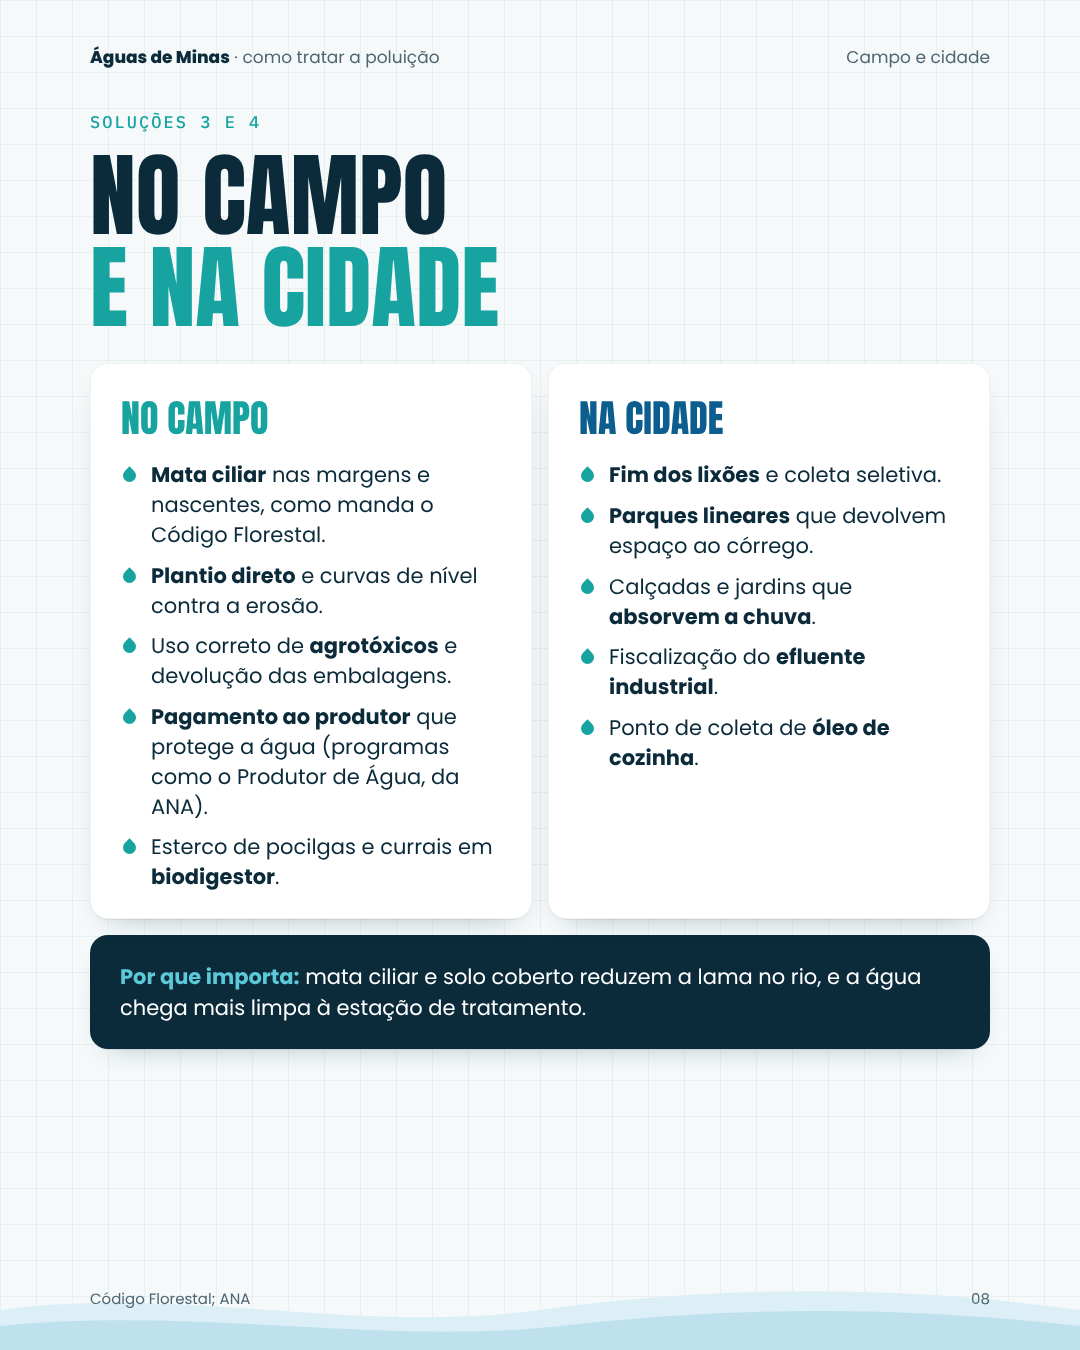 Águas de Minas · como tratar a poluição
Campo e cidade
SOLUÇÕES 3 E 4
NO CAMPO
E NA CIDADE
NO CAMPO
Mata ciliar nas margens e
nascentes, como manda o
Código Florestal.
Plantio direto e curvas de nível
contra a erosão.
Uso correto de agrotóxicos e
devolução das embalagens.
Pagamento ao produtor que
protege a água (programas
como o Produtor de Água, da
ANA).
Esterco de pocilgas e currais em
biodigestor.
NA CIDADE
Fim dos lixões e coleta seletiva.
Parques lineares que devolvem
espaço ao córrego.
Calçadas e jardins que
absorvem a chuva.
Fiscalização do efluente
industrial.
Ponto de coleta de óleo de
cozinha.
Por que importa: mata ciliar e solo coberto reduzem a lama no rio, e a água
chega mais limpa à estação de tratamento.
Código Florestal; ANA
08